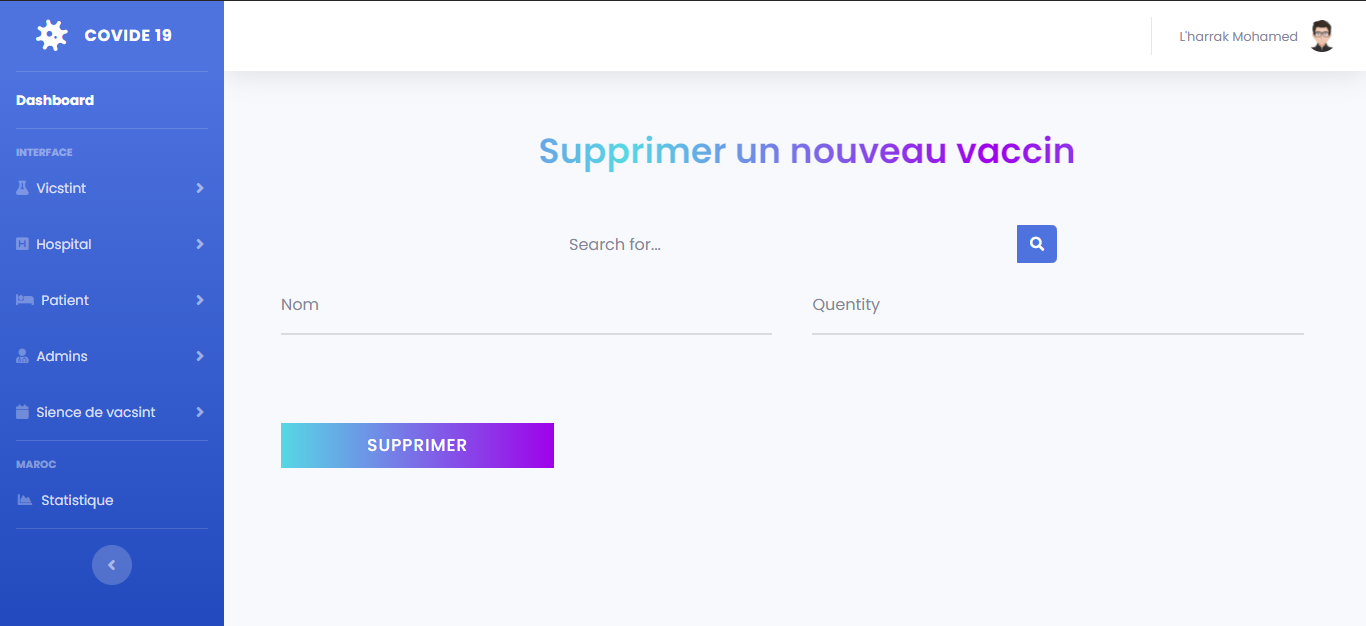 COVIDE 19
L'harrak Mohamed
Dashboard
INTERFACE
Vicstint
Hospital
Patient
Admins
Sience de vacsint
MAROC
Statistique
Supprimer un nouveau vaccin
Search for...
Nom
Quentity
SUPPRIMER